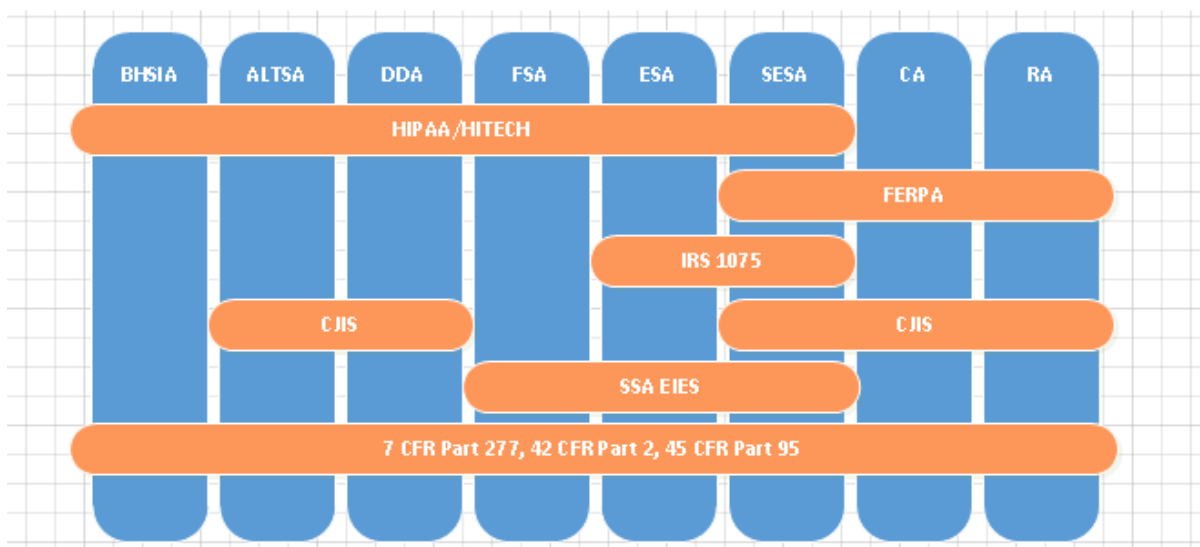 BHSIA ALTSA DDA FSA ESA SESA CA RA
HIPAA/HITECH
FERPA
IRS 1075
CJIS CJIS
SSA EIES
7 CFR Part 277, 42 CFR Part 2, 45 CFR Part 95